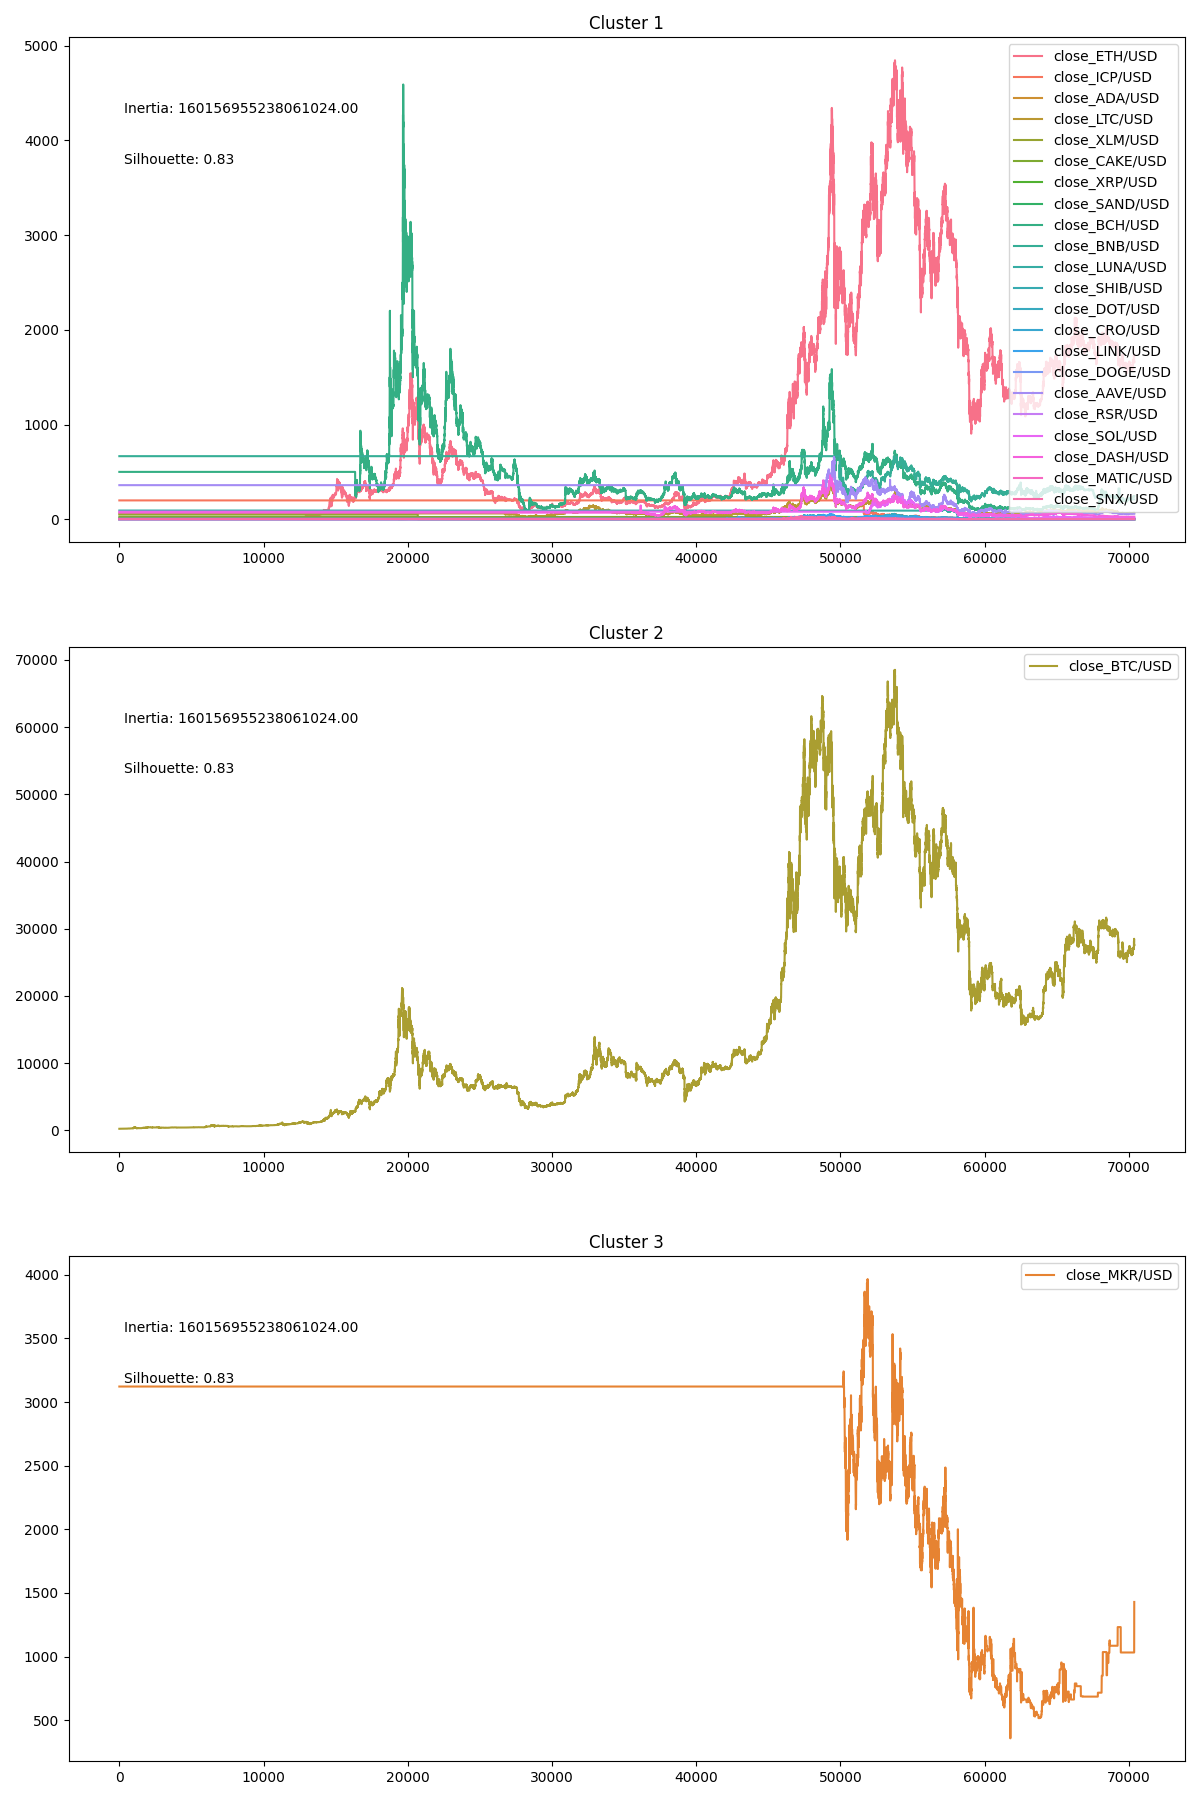 Cluster 1
5000
4000
3000
2000
1000
0
Inertia: 160156955238061024.00
Silhouette: 0.83
close_ETH/USD
close_ICP/USD
close_ADA/USD
close_LTC/USD
close_XLM/USD
close_CAKE/USD
close_XRP/USD
close_SAND/USD
close_BCH/USD
close_BNB/USD
close_LUNA/USD
close_SHIB/USD
close_DOT/USD
close_CRO/USD
close_LINK/USD
close_DOGE/USD
close_AAVE/USD
close_RSR/USD
close_SOL/USD
close_DASH/USD
close_MATIC/USD
close_SNX/USD
0 10000 20000 30000 40000 50000 60000 70000
Cluster 2
70000
60000
50000
40000
30000
20000
10000
0
Inertia: 160156955238061024.00
Silhouette: 0.83
close_BTC/USD
0 10000 20000 30000 40000 50000 60000 70000
Cluster 3
4000
3500
3000
2500
2000
1500
1000
500
Inertia: 160156955238061024.00
Silhouette: 0.83
close_MKR/USD
0 10000 20000 30000 40000 50000 60000 70000